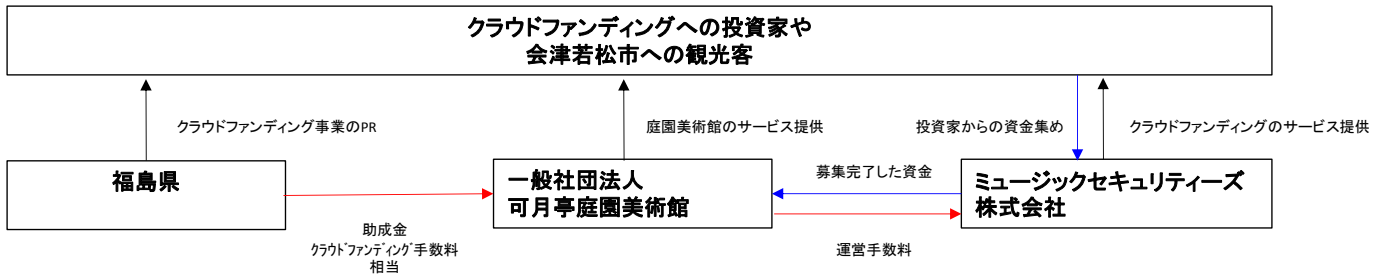 クラウドファンディングへの投資家や
会津若松市への観光客
クラウドファンディング事業のPR
庭園美術館のサービス提供
投資家からの資金集め
クラウドファンディングのサービス提供
福島県
一般社団法人
可月亭庭園美術館
募集完了した資金
ミュージックセキュリティーズ
株式会社
助成金
クラウドファンディング手数料
相当
運営手数料